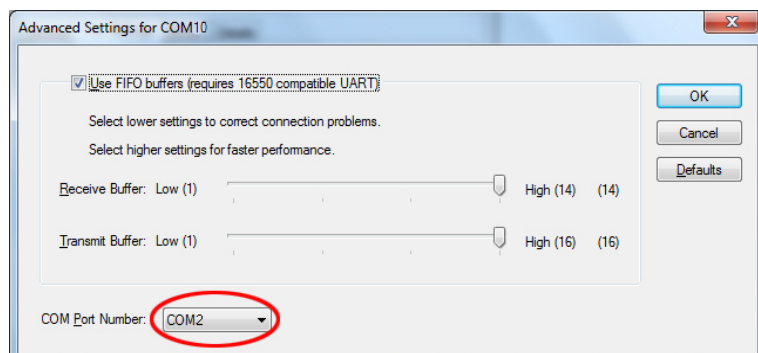 Advanced Settings for COM10
Use FIFO buffers (requires 16550 compatible UART)
OK
Select lower settings to correct connection problems.
Cancel
Select higher settings for faster performance.
Defaults
Receive Buffer: Low (1) High (14) (14)
Transmit Buffer: Low (1) High (16) (16)
COM Port Number: COM2